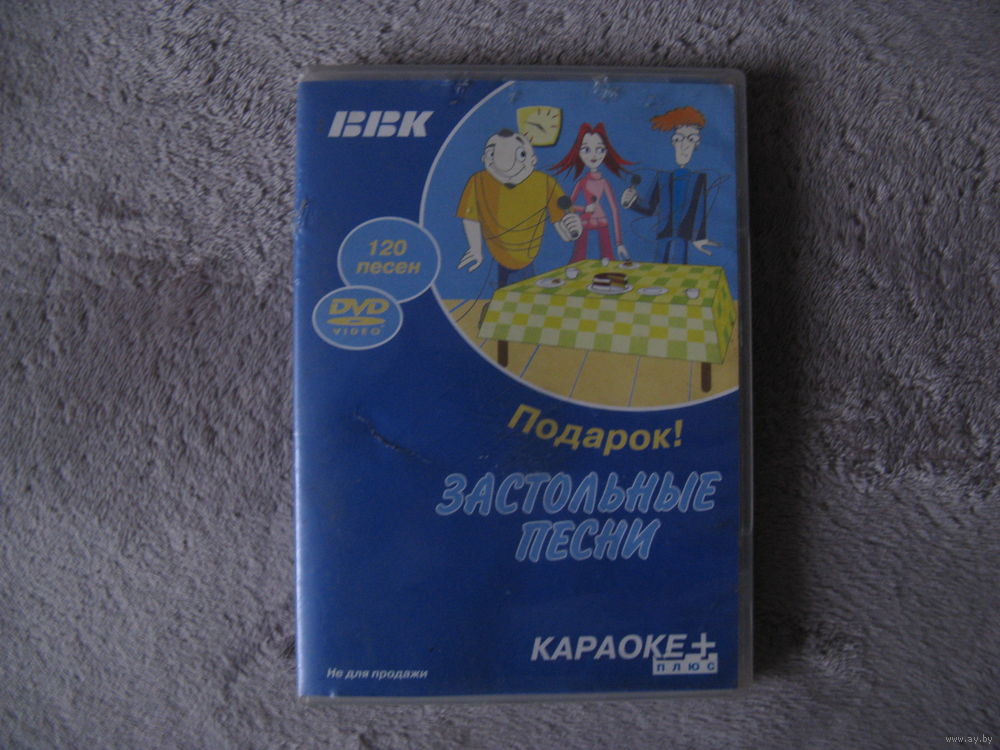 BBK
120
песен
DVD
VIDEO
Подарок!
ЗАСТОЛЬНЫЕ
ПЕСНИ
КАРАОКЕ+
ПЛЮС
Не для продажи
www.ay.by